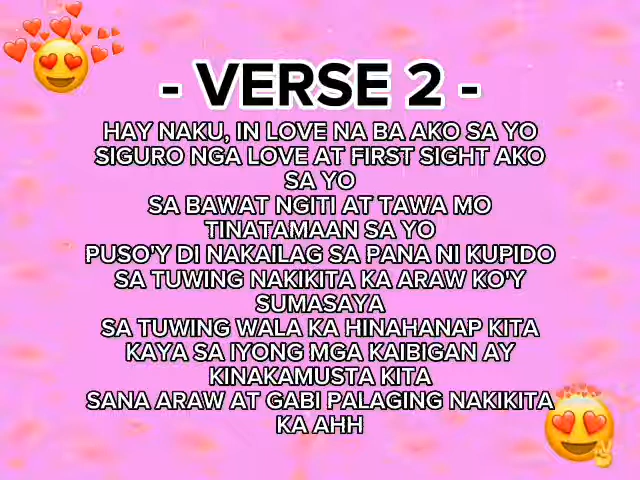 - VERSE 2 -
HAY NAKU, IN LOVE NA BA AKO SA YO
SIGURO NGA LOVE AT FIRST SIGHT AKO
SA YO
SA BAWAT NGITI AT TAWA MO
TINATAMAAN SA YO
PUSO'Y DI NAKAILAG SA PANA NI KUPIDO
SA TUWING NAKIKITA KA ARAW KO'Y
SUMASAYA
SA TUWING WALA KA HINAHANAP KITA
KAYA SA IYONG MGA KAIBIGAN AY
KINAKAMUSTA KITA
SANA ARAW AT GABI PALAGING NAKIKITA
KA AHH